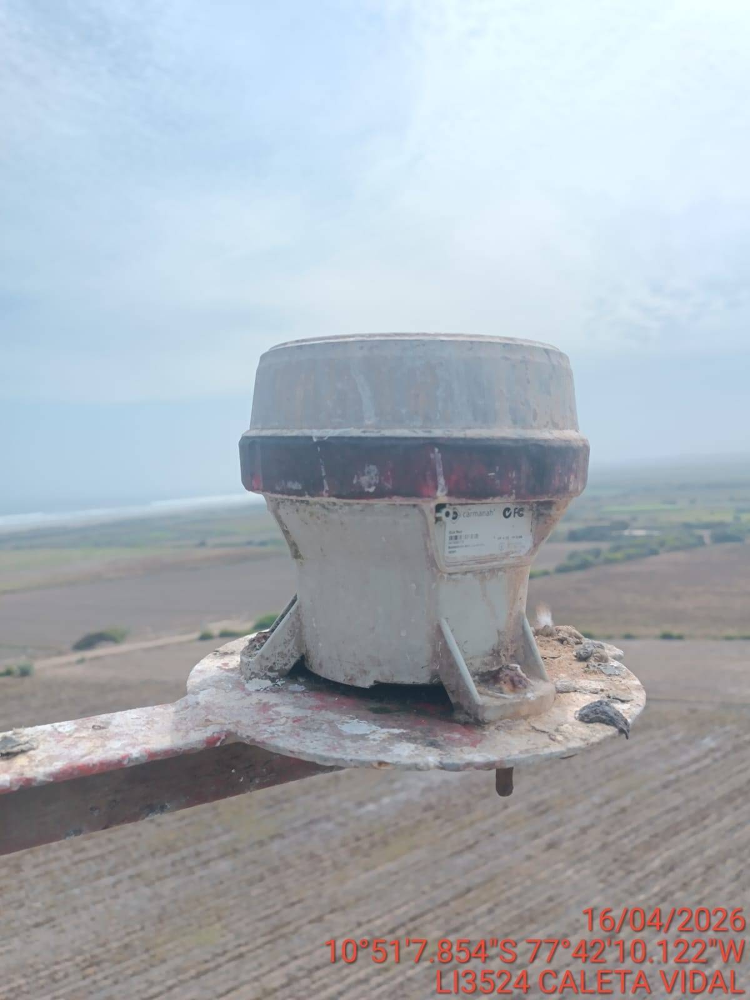 carmanah
FC
16/04/2026
10°51'7.854"S 77°42'10.122"W
LI3524 CALETA VIDAL